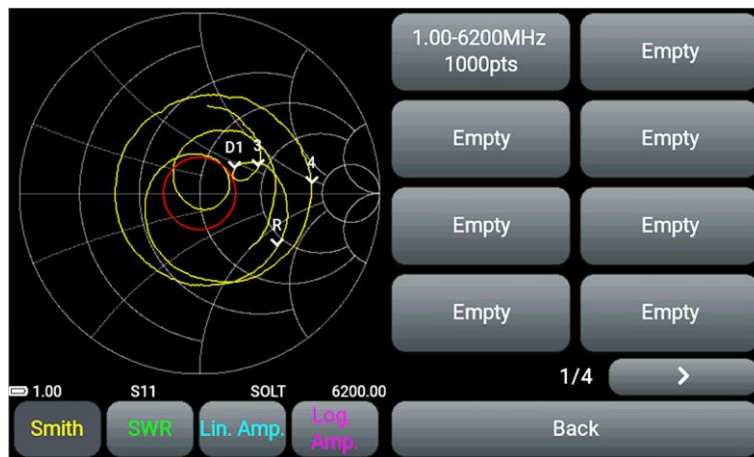 1.00-6200MHz
1000pts
Empty
Empty
Empty
Empty
Empty
Empty
Empty
D1
3
4
R
1/4
>
1.00
S11
SOLT
6200.00
Smith
SWR
Lin. Amp.
Log.
Amp.
Back